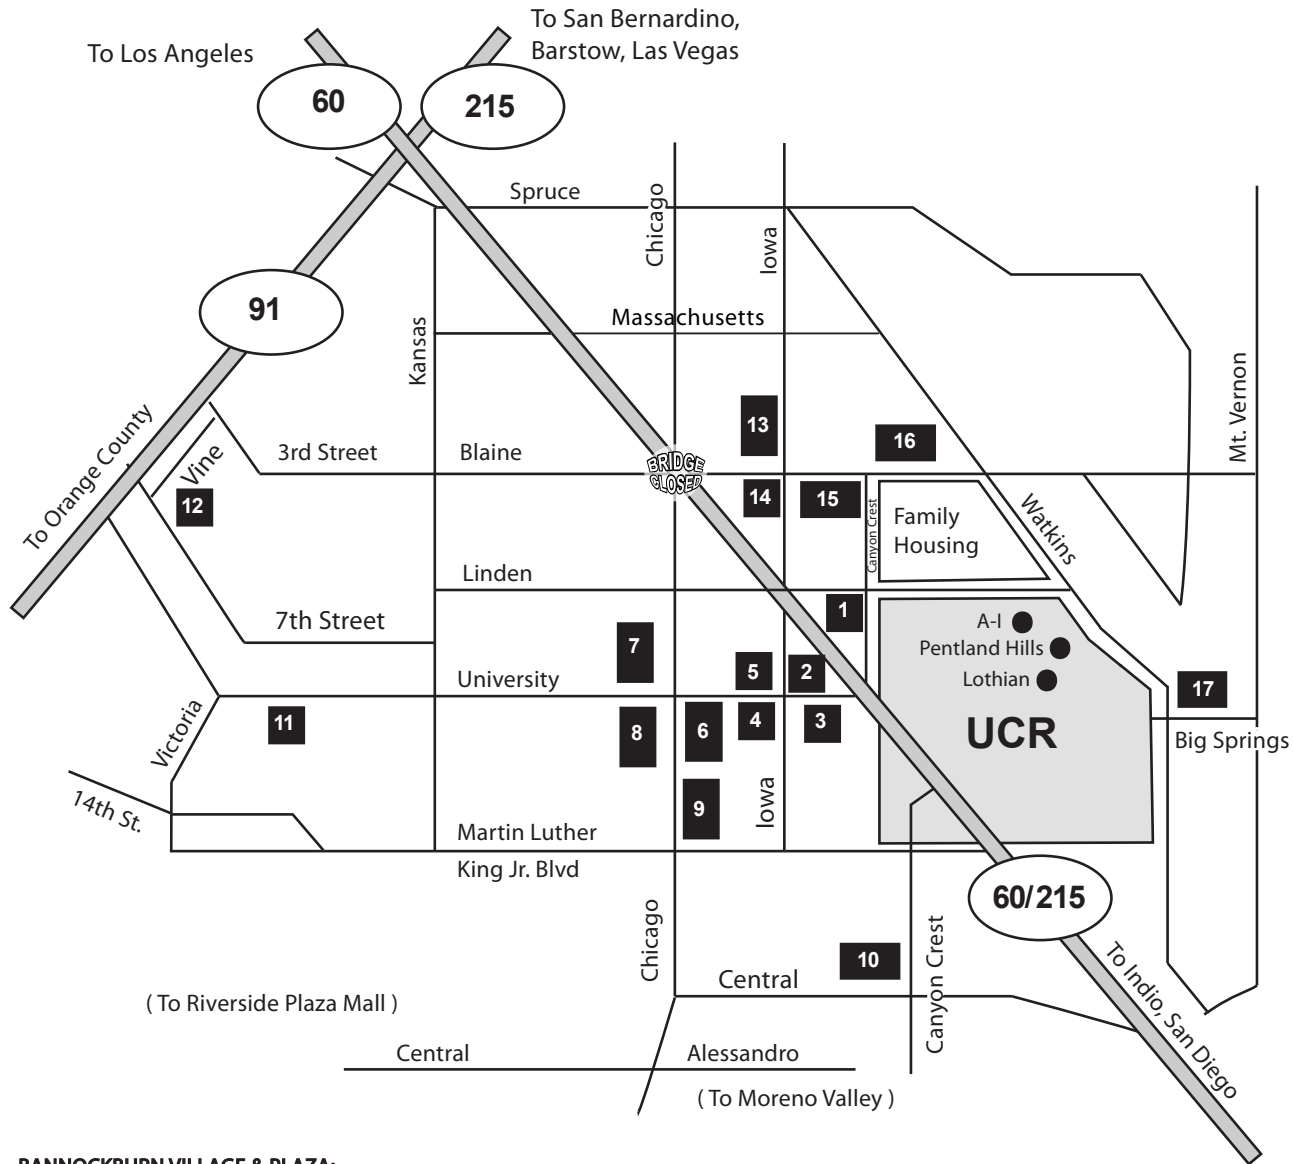 To San Bernardino,
Barstow, Las Vegas
To Los Angeles
60
215
Spruce
Chicago
Iowa
91
Massachusetts
Kansas
Mt. Vernon
13
16
To Orange County
Vine
3rd Street
Blaine
BRIDGE
CLOSED
12
14
15
Canyon Crest
Family
Housing
Watkins
Linden
1
A-I
7th Street
Pentland Hills
7
5
2
Lothian
University
17
11
8
6
4
3
UCR
Victoria
Big Springs
14th St.
9
Iowa
Martin Luther
King Jr. Blvd
60/215
Chicago
Canyon Crest
10
Central
To Indio, San Diego
( To Riverside Plaza Mall )
Central
Alessandro
( To Moreno Valley )
BANNOCKBURN VILLAGE & PLAZA: